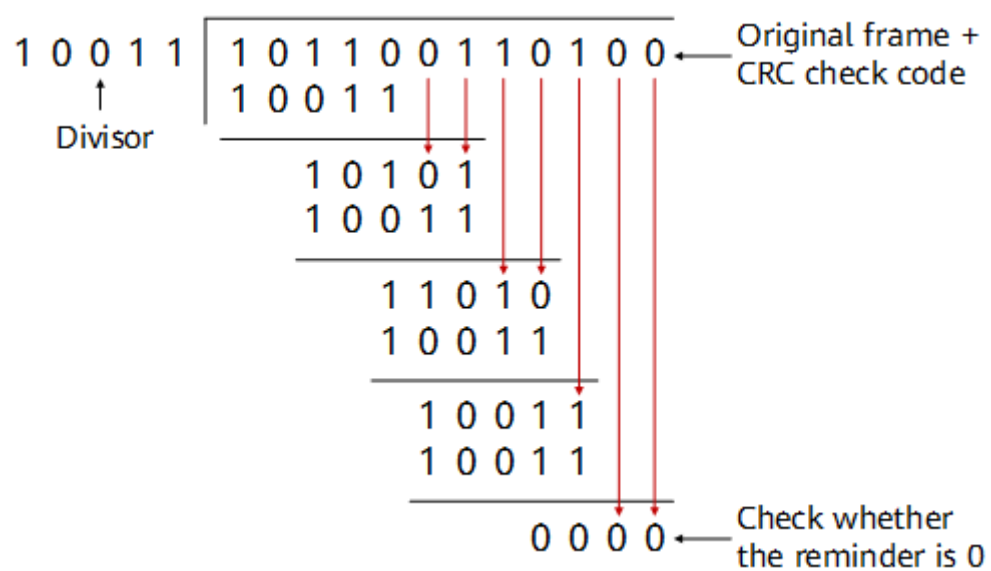 1 0 0 1 1 1 0 1 1 0 0 1 1 0 1 0 0 Original frame +
CRC check code
1 0 0 1 1
Divisor
1 0 1 0 1
1 0 0 1 1
1 1 0 1 0
1 0 0 1 1
1 0 0 1 1
1 0 0 1 1
0 0 0 0 Check whether
the reminder is 0